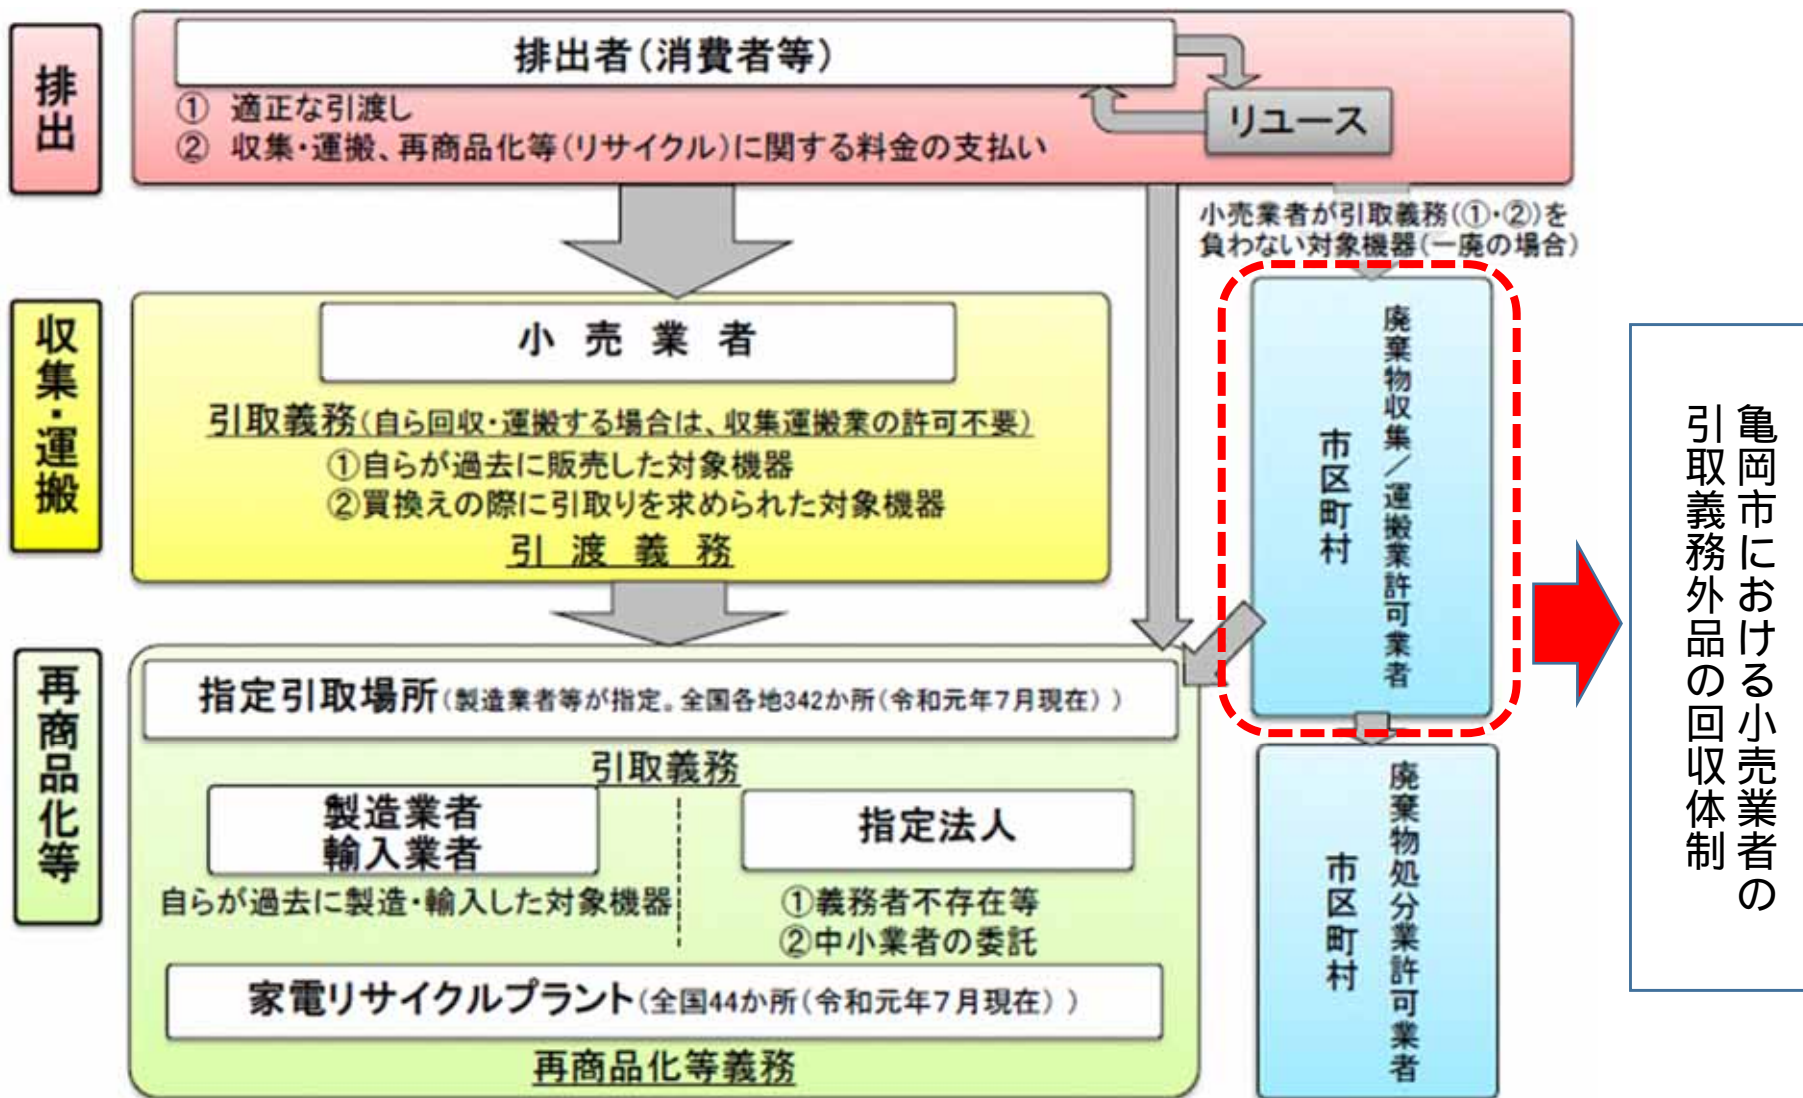 排出
排出者(消費者等)
① 適正な引渡し
② 収集・運搬、再商品化等(リサイクル)に関する料金の支払い
リユース
小売業者が引取義務(①・②)を
負わない対象機器(一廃の場合)
収集・運搬
小売業者
引取義務(自ら回収・運搬する場合は、収集運搬業の許可不要)
①自らが過去に販売した対象機器
②買換えの際に引取りを求められた対象機器
引渡義務
廃棄物収集/運搬業許可業者
市区町村
亀岡市における小売業者の
引取義務外品の回収体制
再商品化等
指定引取場所(製造業者等が指定。全国各地342か所(令和元年7月現在))
引取義務
製造業者
輸入業者
自らが過去に製造・輸入した対象機器
指定法人
①義務者不存在等
②中小業者の委託
家電リサイクルプラント(全国44か所(令和元年7月現在))
再商品化等義務
廃棄物処分業許可業者
市区町村